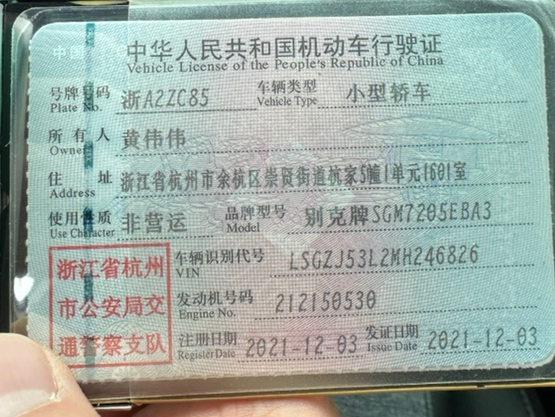 中华人民共和国机动车行驶证
Vehicle License of the People's Republic of China
号牌号码 浙A2ZC85 车辆类型 小型轿车
Plate No. Vehicle Type
所有人 黄伟伟
Owner
住址 浙江省杭州市余杭区崇贤街道杭家5幢1单元1601室
Address
使用性质 非营运 品牌型号 别克牌SGM7205EBA3
Use Character Model
浙江省杭州
市公安局交
通警察支队
车辆识别代号 LSGZJ53L2MH246826
VIN
发动机号码 212150530
Engine No.
注册日期 2021-12-03 发证日期 2021-12-03
Register Date Issue Date